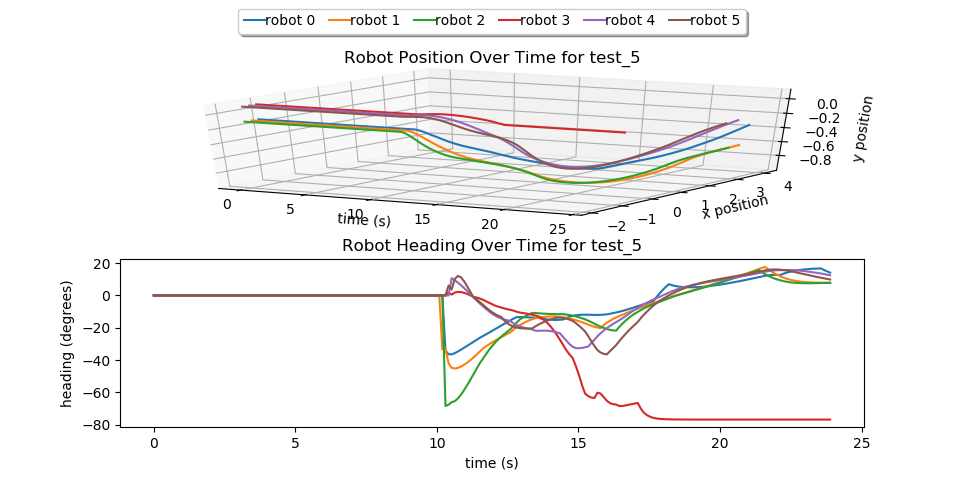 robot 0 robot 1 robot 2 robot 3 robot 4 robot 5
Robot Position Over Time for test_5
0.0
−0.2
−0.4
−0.6
−0.8
y position
0 5 10 15 20 25
time (s)
−2 −1 0 1 2 3 4
x position
Robot Heading Over Time for test_5
20
0
−20
−40
−60
−80
heading (degrees)
0 5 10 15 20 25
time (s)